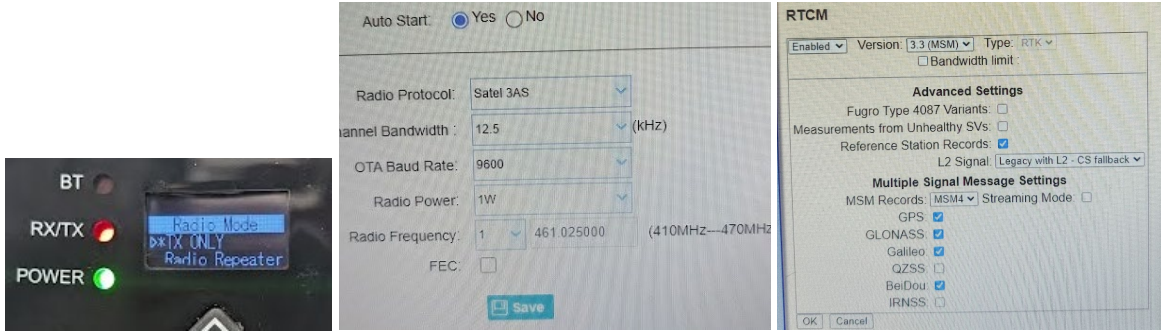 BT
RX/TX
POWER
Radio Mode
▷*TX ONLY
Radio Repeater
Auto Start: Yes No
Radio Protocol: Satel 3AS
annel Bandwidth : 12.5 (kHz)
OTA Baud Rate: 9600
Radio Power: 1W
Radio Frequency: 1 461.025000 (410MHz---470MHz
FEC:
Save
RTCM
Enabled Version: 3.3 (MSM) Type: RTK
Bandwidth limit :
Advanced Settings
Fugro Type 4087 Variants:
Measurements from Unhealthy SVs:
Reference Station Records:
L2 Signal: Legacy with L2 - CS fallback
Multiple Signal Message Settings
MSM Records: MSM4 Streaming Mode:
GPS:
GLONASS:
Galileo:
QZSS:
BeiDou:
IRNSS:
OK Cancel